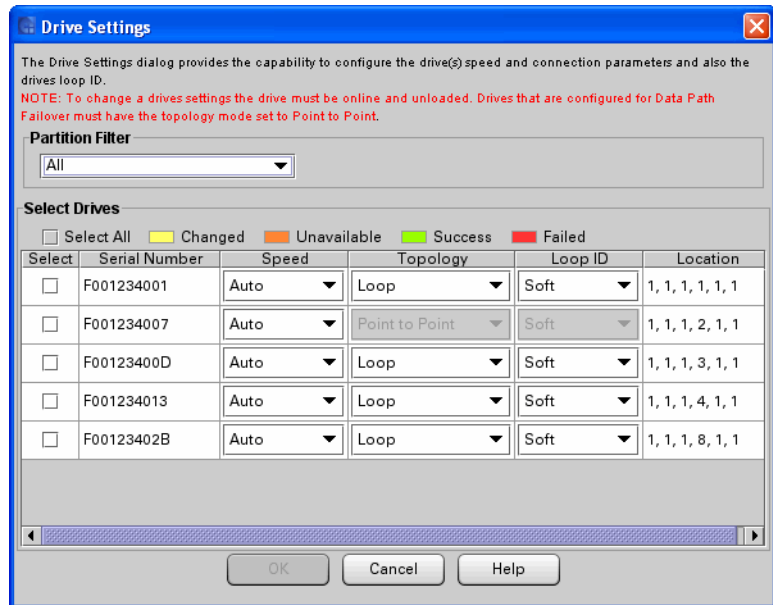 Drive Settings
The Drive Settings dialog provides the capability to configure the drive(s) speed and connection parameters and also the
drives loop ID.
NOTE: To change a drives settings the drive must be online and unloaded. Drives that are configured for Data Path
Failover must have the topology mode set to Point to Point.
Partition Filter
All
Select Drives
Select All Changed Unavailable Success Failed
Select Serial Number Speed Topology Loop ID Location
F001234001 Auto Loop Soft 1, 1, 1, 1, 1, 1
F001234007 Auto Point to Point Soft 1, 1, 1, 2, 1, 1
F00123400D Auto Loop Soft 1, 1, 1, 3, 1, 1
F001234013 Auto Loop Soft 1, 1, 1, 4, 1, 1
F00123402B Auto Loop Soft 1, 1, 1, 8, 1, 1
OK Cancel Help